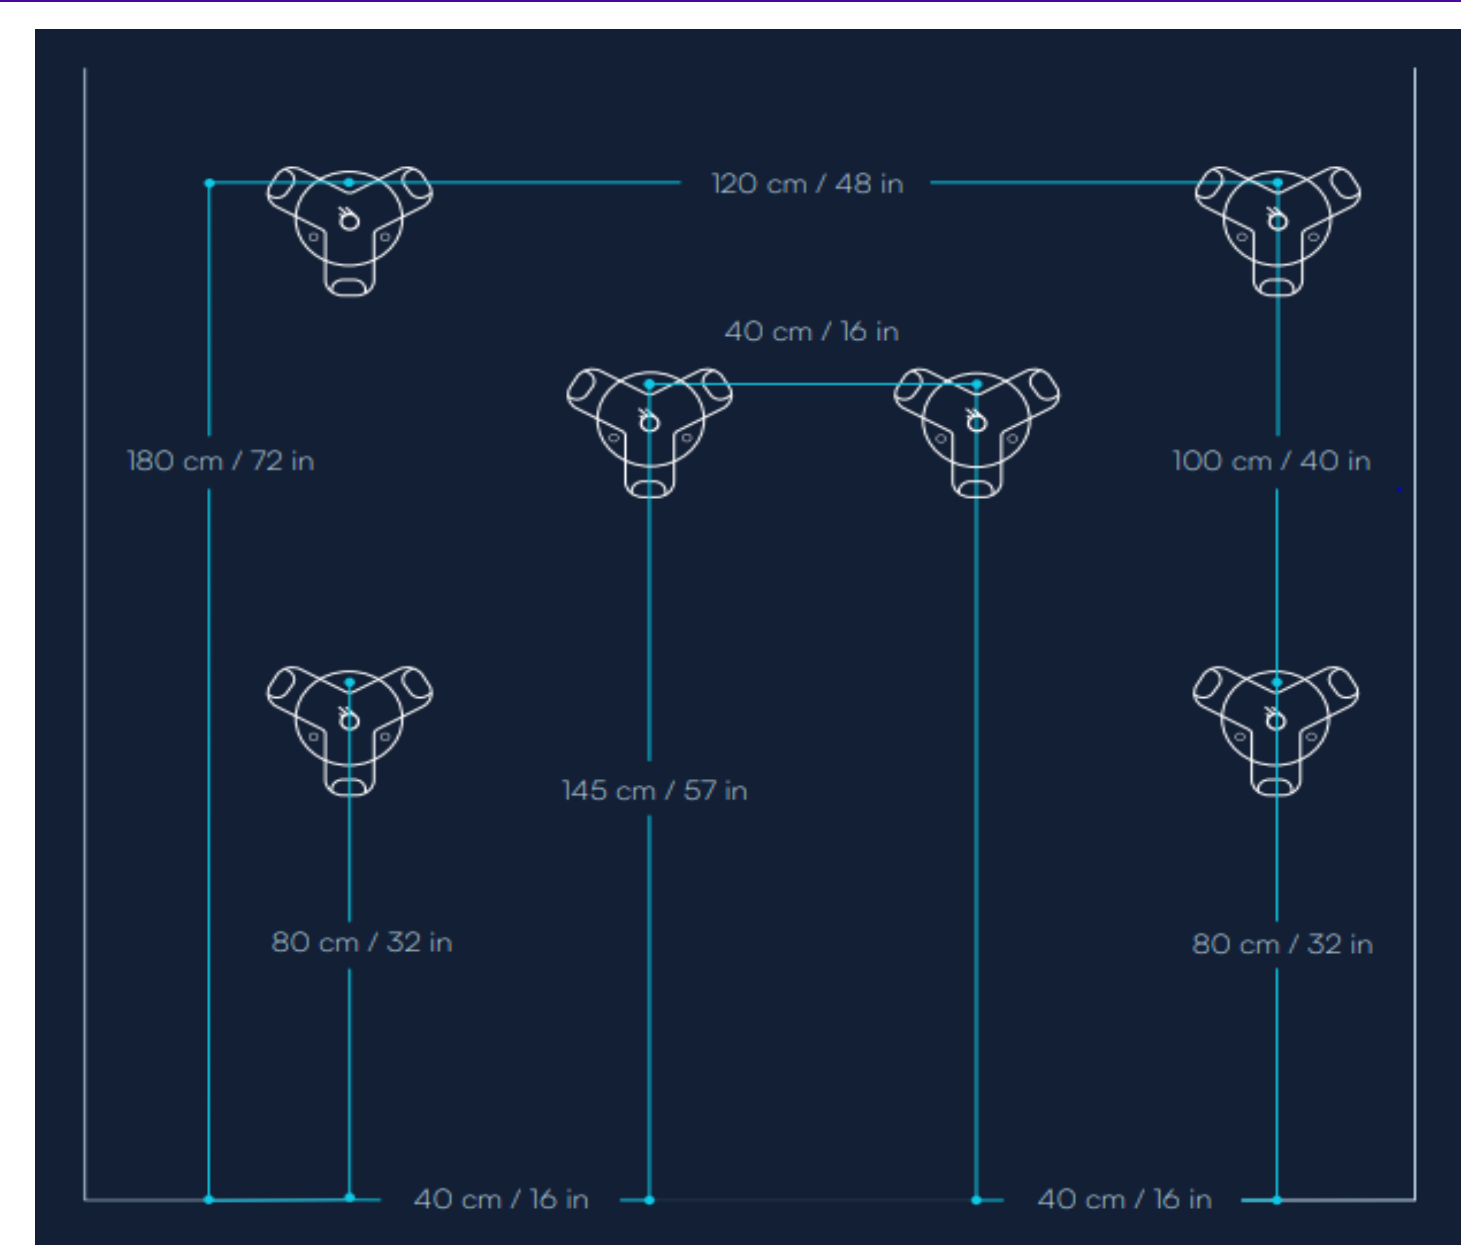 120 cm / 48 in
40 cm / 16 in
180 cm / 72 in
100 cm / 40 in
145 cm / 57 in
80 cm / 32 in
80 cm / 32 in
40 cm / 16 in
40 cm / 16 in